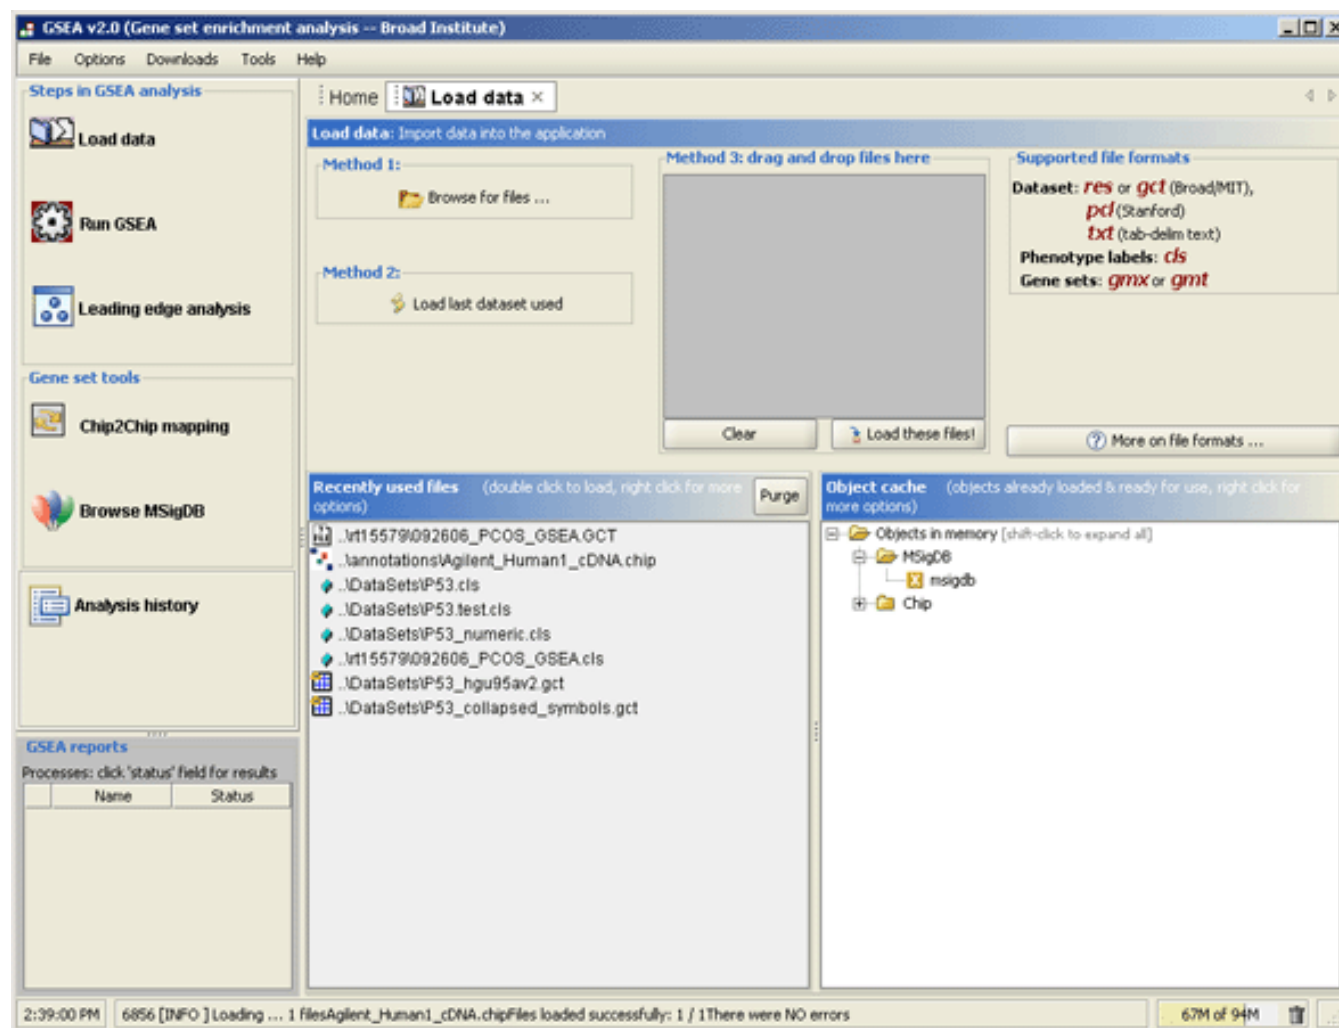 GSEA v2.0 (Gene set enrichment analysis -- Broad Institute)
File Options Downloads Tools Help
Steps in GSEA analysis
Load data
Run GSEA
Leading edge analysis
Gene set tools
Chip2Chip mapping
Browse MSigDB
Analysis history
GSEA reports
Processes: click 'status' field for results
Name Status
Home Load data ×
Load data: Import data into the application
Method 1:
Browse for files ...
Method 2:
Load last dataset used
Method 3: drag and drop files here
Clear Load these files!
Supported file formats
Dataset: res or gct (Broad/MIT),
pcl (Stanford)
txt (tab-delim text)
Phenotype labels: cls
Gene sets: gmx or gmt
More on file formats ...
Recently used files (double click to load, right click for more
options)
Purge
..\rt15579\092606_PCOS_GSEA.GCT
..\annotations\Agilent_Human1_cDNA.chip
..\DataSets\P53.cls
..\DataSets\P53.test.cls
..\DataSets\P53_numeric.cls
..\rt15579\092606_PCOS_GSEA.cls
..\DataSets\P53_hgu95av2.gct
..\DataSets\P53_collapsed_symbols.gct
Object cache (objects already loaded & ready for use, right click for
more options)
Objects in memory [shift-click to expand all]
MSigDB
msigdb
Chip
2:39:00 PM 6856 [INFO ] Loading ... 1 filesAgilent_Human1_cDNA.chipFiles loaded successfully: 1 / 1There were NO errors 67M of 94M